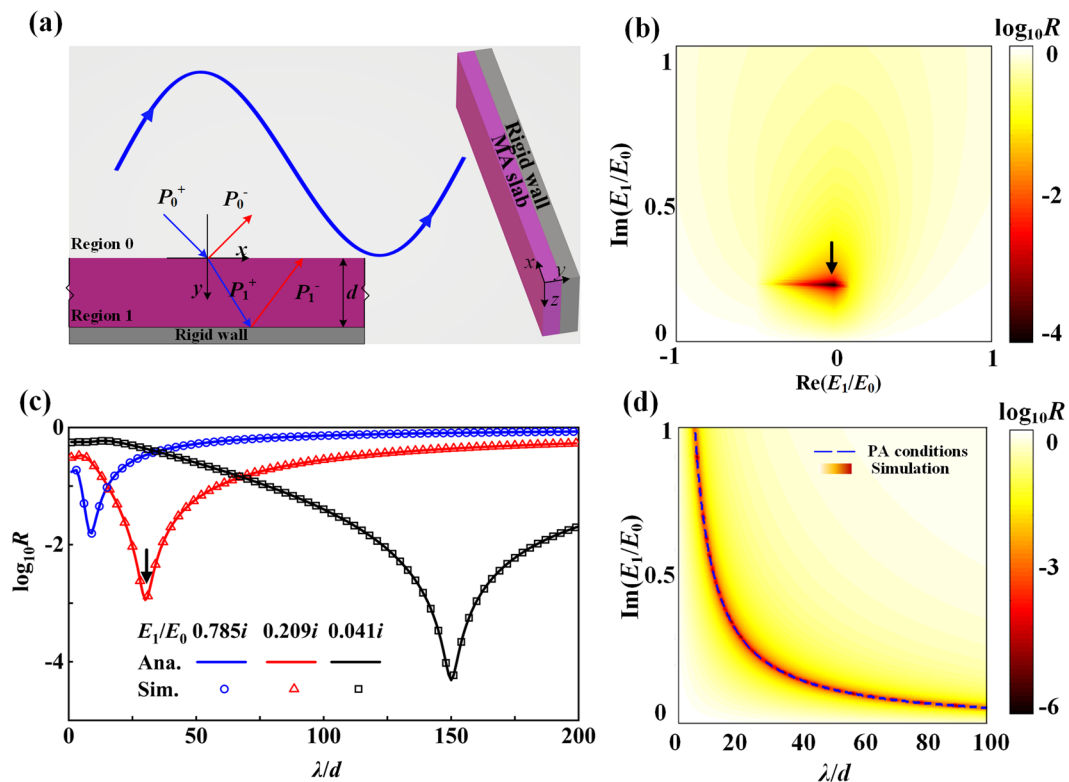 (a)
P₀⁺
P₀⁻
Region 0
x
y
P₁⁺
P₁⁻
d
Region 1
Rigid wall
Rigid wall
MA slab
x
y
z
(b)
log₁₀R
1
0.5
0
-1
0
1
Im(E₁/E₀)
Re(E₁/E₀)
0
-2
-4
(c)
0
-2
-4
log₁₀R
E₁/E₀ 0.785i 0.209i 0.041i
Ana.
Sim.
0 50 100 150 200
λ/d
(d)
log₁₀R
1
0.5
0
Im(E₁/E₀)
PA conditions
Simulation
0 20 40 60 80 100
λ/d
0
-3
-6